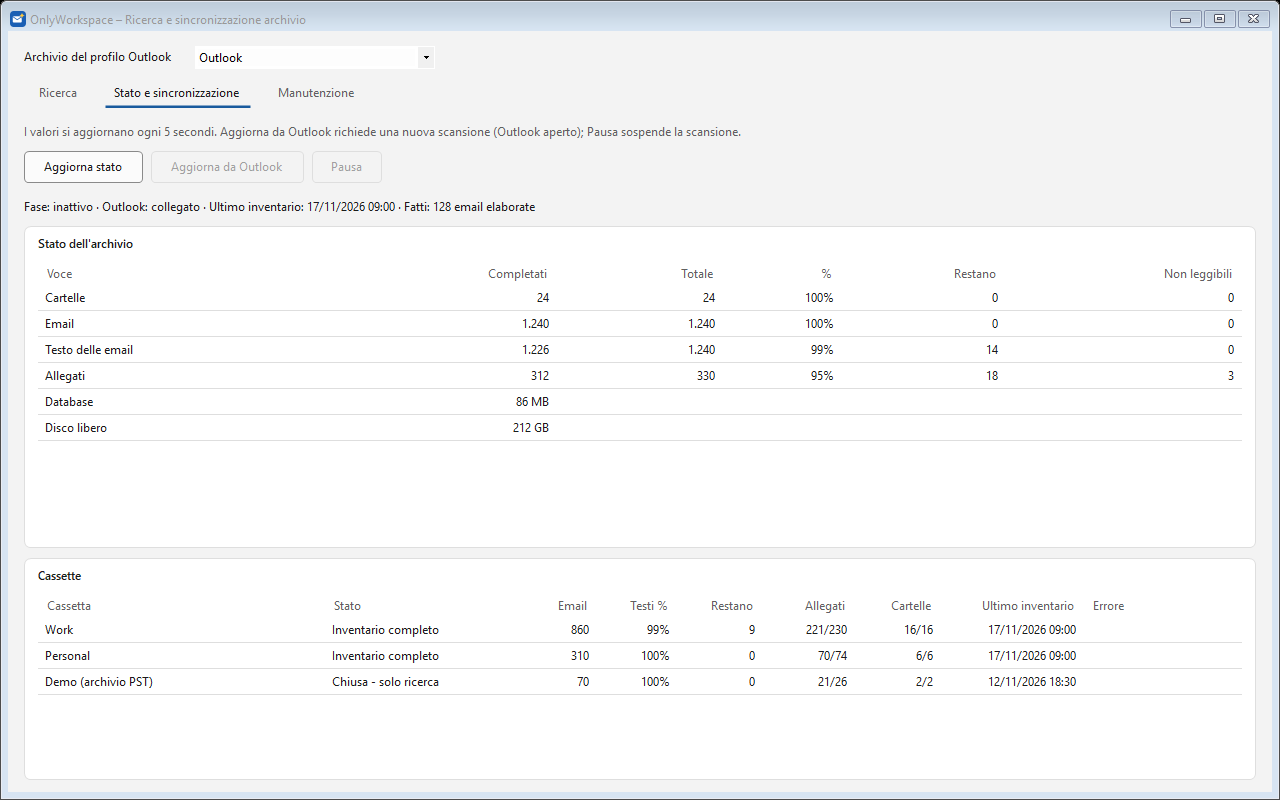 OnlyWorkspace – Ricerca e sincronizzazione archivio
Archivio del profilo Outlook Outlook
Ricerca Stato e sincronizzazione Manutenzione
I valori si aggiornano ogni 5 secondi. Aggiorna da Outlook richiede una nuova scansione (Outlook aperto); Pausa sospende la scansione.
Aggiorna stato Aggiorna da Outlook Pausa
Fase: inattivo · Outlook: collegato · Ultimo inventario: 17/11/2026 09:00 · Fatti: 128 email elaborate
Stato dell'archivio
Voce Completati Totale % Restano Non leggibili
Cartelle 24 24 100% 0 0
Email 1.240 1.240 100% 0 0
Testo delle email 1.226 1.240 99% 14 0
Allegati 312 330 95% 18 3
Database 86 MB
Disco libero 212 GB
Cassette
Cassetta Stato Email Testi % Restano Allegati Cartelle Ultimo inventario Errore
Work Inventario completo 860 99% 9 221/230 16/16 17/11/2026 09:00
Personal Inventario completo 310 100% 0 70/74 6/6 17/11/2026 09:00
Demo (archivio PST) Chiusa - solo ricerca 70 100% 0 21/26 2/2 12/11/2026 18:30